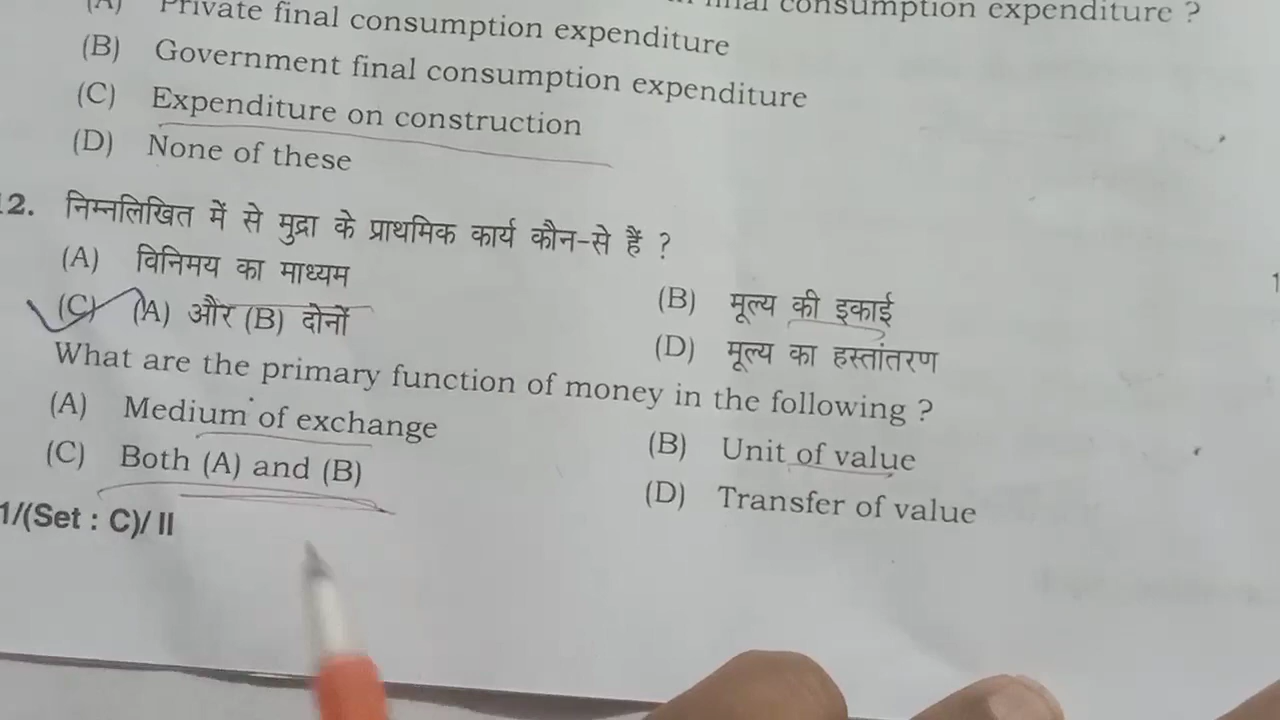 consumption expenditure ?
(A) Private final consumption expenditure
(B) Government final consumption expenditure
(C) Expenditure on construction
(D) None of these
2. निम्नलिखित में से मुद्रा के प्राथमिक कार्य कौन-से हैं ?
(A) विनिमय का माध्यम
(B) मूल्य की इकाई
(C) (A) और (B) दोनों
(D) मूल्य का हस्तांतरण
What are the primary function of money in the following ?
(A) Medium of exchange
(B) Unit of value
(C) Both (A) and (B)
(D) Transfer of value
1/(Set : C)/ II